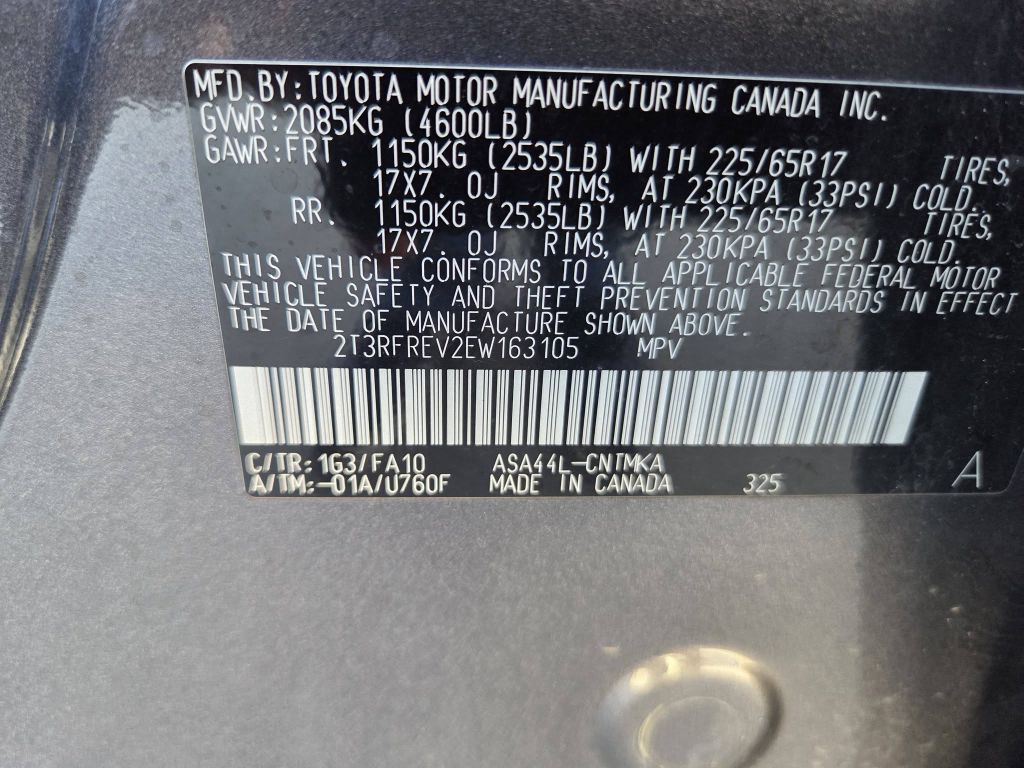 MFD.BY:TOYOTA MOTOR MANUFACTURING CANADA INC.
GVWR:2085KG (4600LB)
GAWR:FRT. 1150KG (2535LB) WITH 225/65R17 TIRES,
17X7. 0J RIMS, AT 230KPA (33PSI) COLD.
RR. 1150KG (2535LB) WITH 225/65R17 TIRES,
17X7. 0J RIMS, AT 230KPA (33PSI) COLD.
THIS VEHICLE CONFORMS TO ALL APPLICABLE FEDERAL MOTOR
VEHICLE SAFETY AND THEFT PREVENTION STANDARDS IN EFFECT
THE DATE OF MANUFACTURE SHOWN ABOVE.
2T3RFREV2EW163105 MPV
C/TR:1G3/FA10 ASA44L-CNTMKA
A/TM:-01A/U760F MADE IN CANADA 325 A